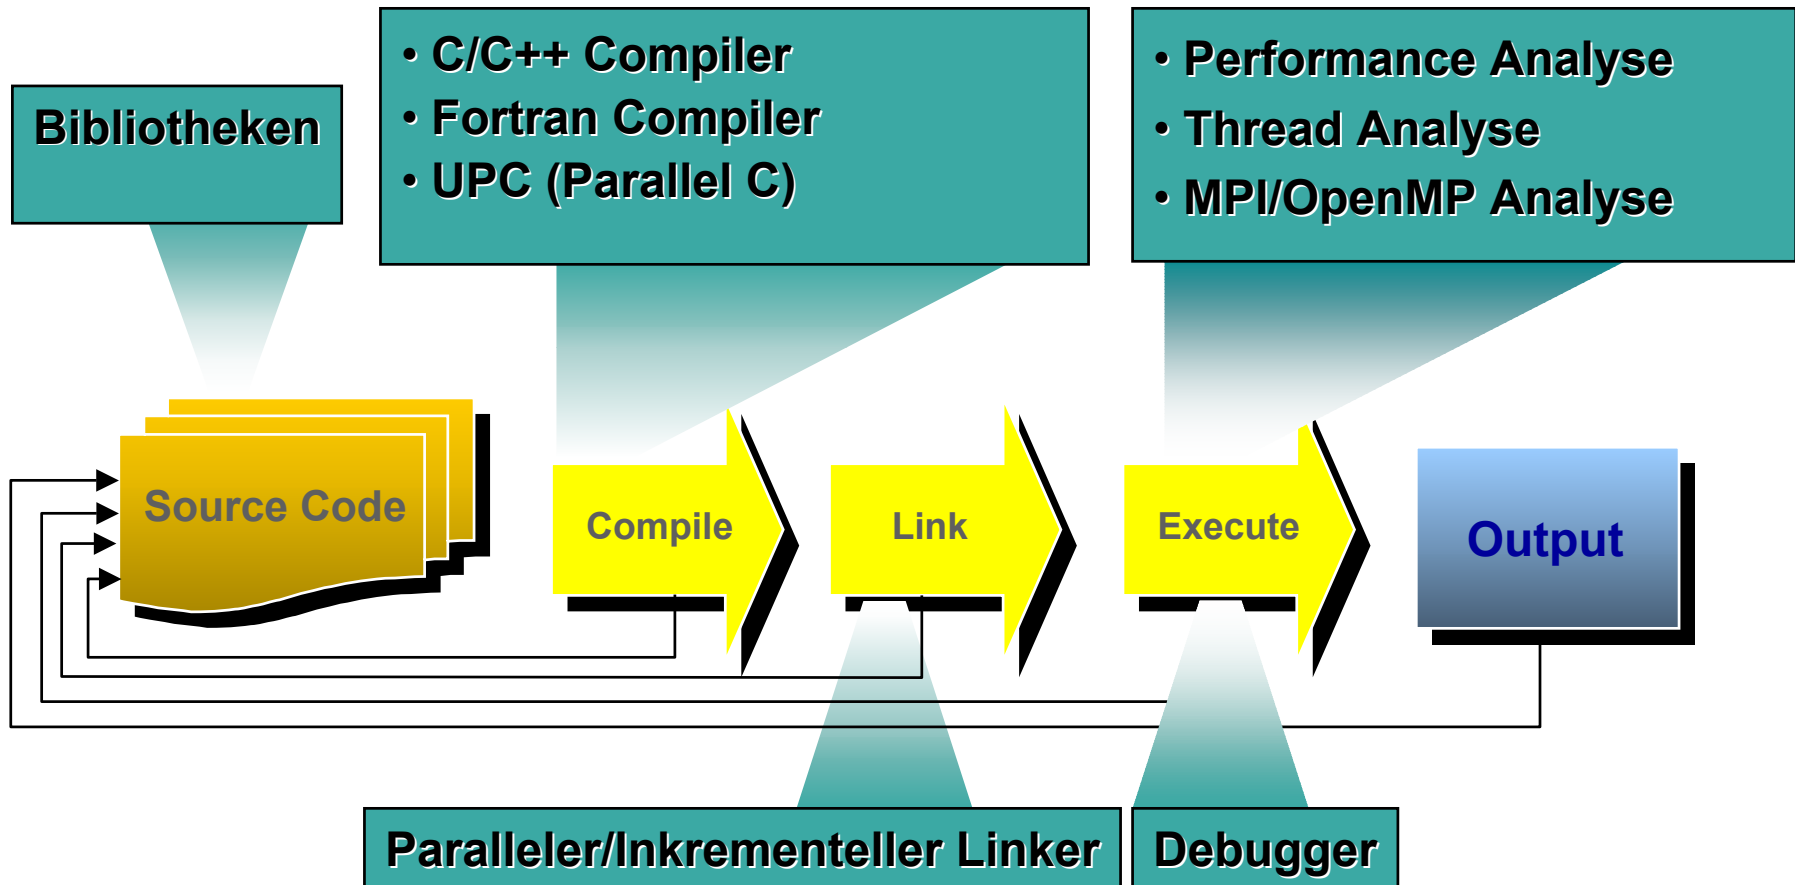 Bibliotheken
• C/C++ Compiler
• Fortran Compiler
• UPC (Parallel C)
• Performance Analyse
• Thread Analyse
• MPI/OpenMP Analyse
Source Code
Compile
Link
Execute
Output
Paralleler/Inkrementeller Linker
Debugger